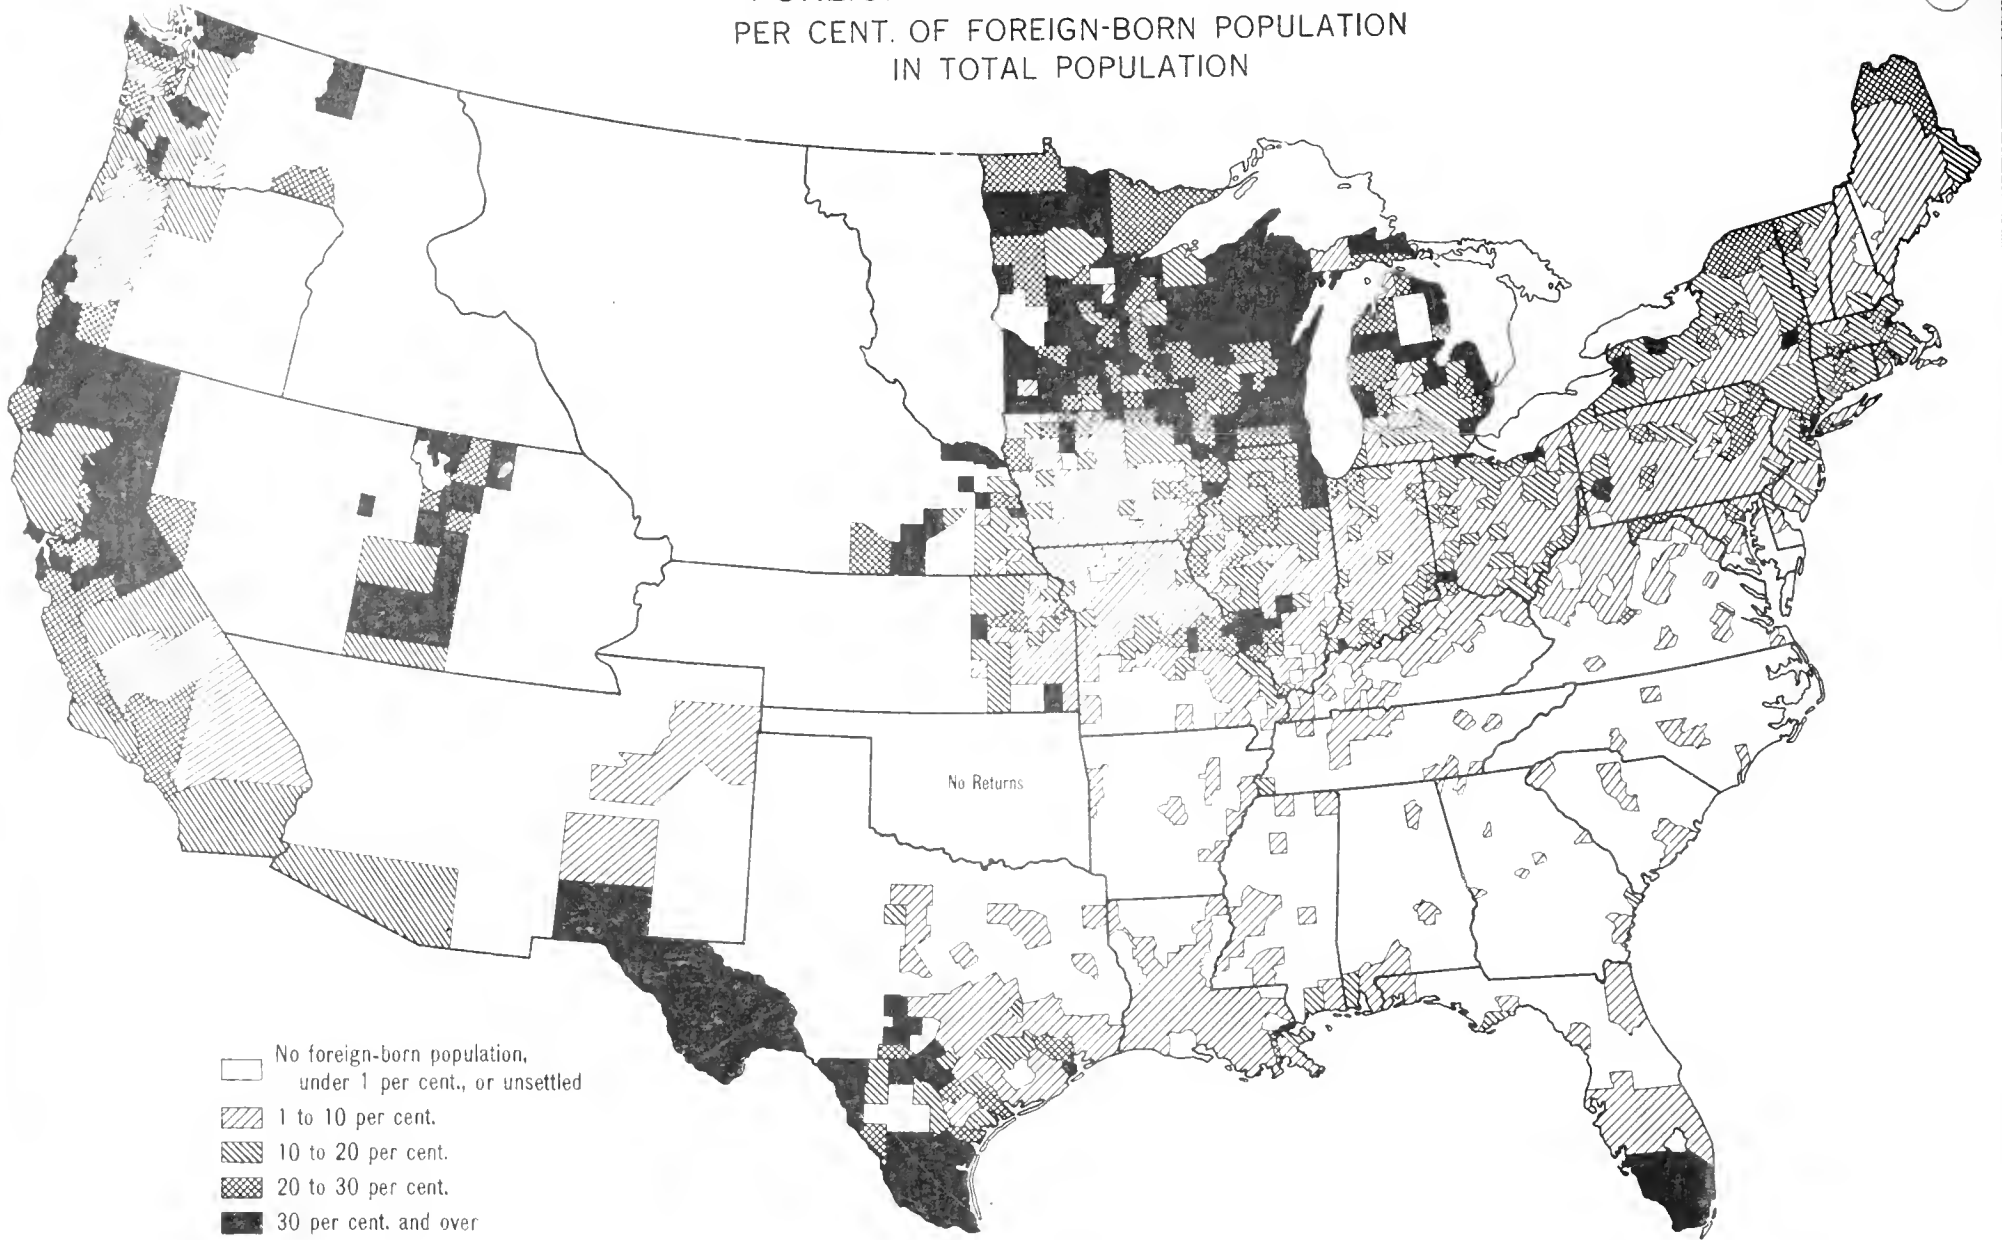 PER CENT. OF FOREIGN-BORN POPULATION
IN TOTAL POPULATION
No Returns
No foreign-born population,
under 1 per cent., or unsettled
1 to 10 per cent.
10 to 20 per cent.
20 to 30 per cent.
30 per cent. and over